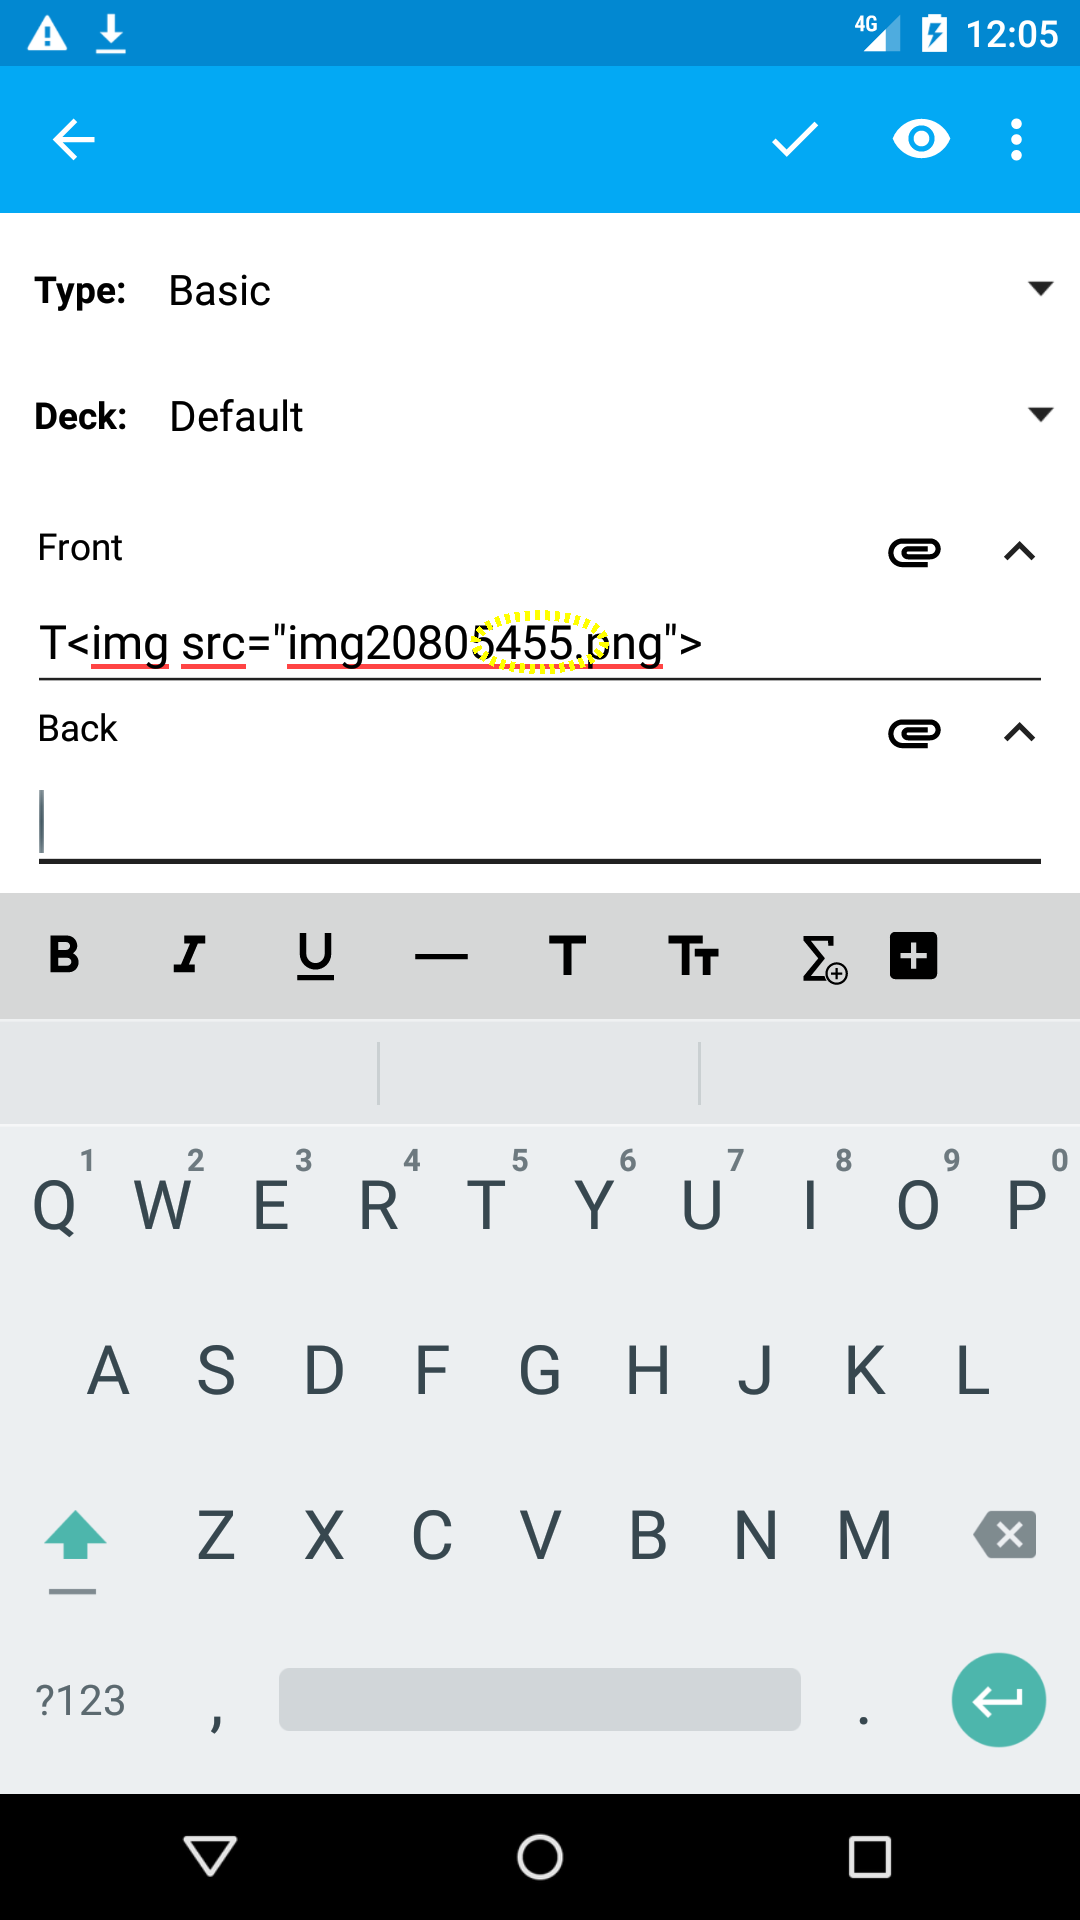 4G 12:05
Type: Basic
Deck: Default
Front
T<img src="img20805455.png">
Back
B I U T TT Σ
1 2 3 4 5 6 7 8 9 0
Q W E R T Y U I O P
A S D F G H J K L
Z X C V B N M
?123 , .